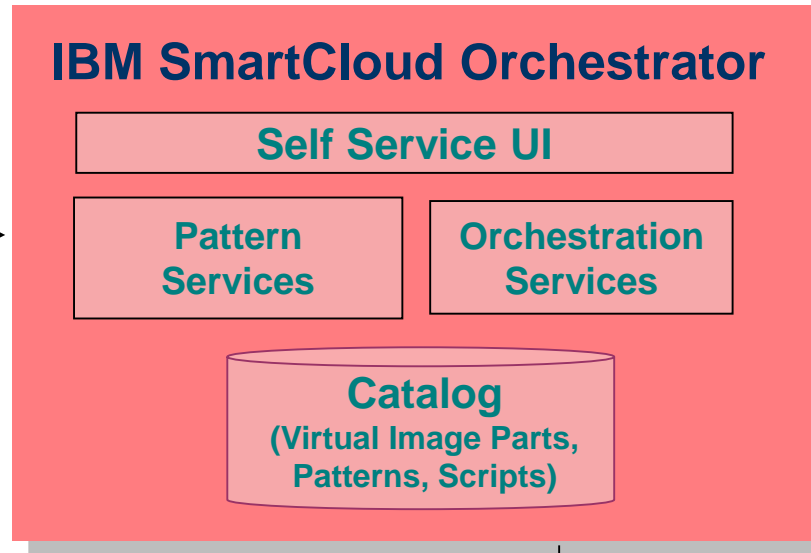 IBM SmartCloud Orchestrator
Self Service UI
Pattern
Services
Orchestration
Services
Catalog
(Virtual Image Parts,
Patterns, Scripts)